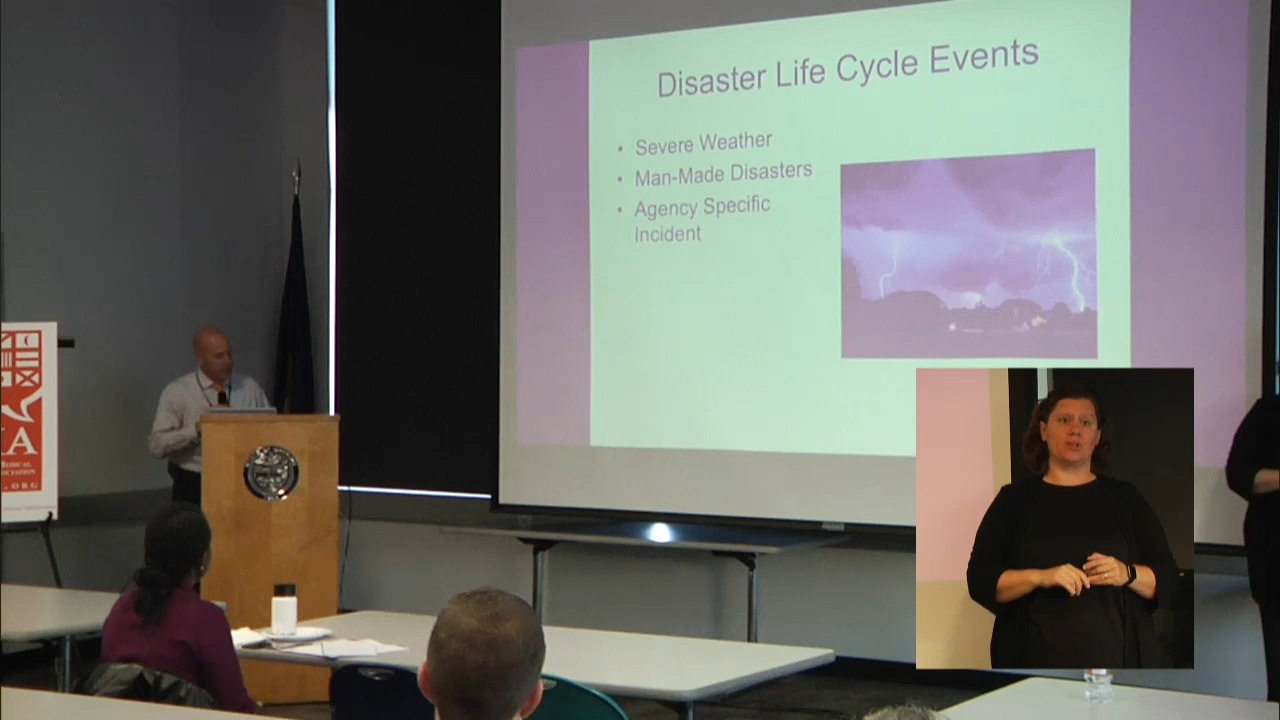 Disaster Life Cycle Events
• Severe Weather
• Man-Made Disasters
• Agency Specific
Incident